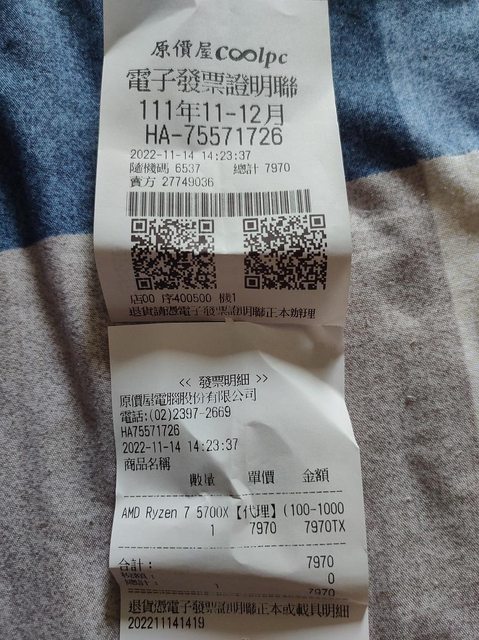 原價屋coolpc
電子發票證明聯
111年11-12月
HA-75571726
2022-11-14 14:23:37
隨機碼 6537 總計 7970
賣方 27749036
店00 序400500 機1
退貨請憑電子發票證明聯正本辦理
<< 發票明細 >>
原價屋電腦股份有限公司
電話:(02)2397-2669
HA75571726
2022-11-14 14:23:37
商品名稱
數量 單價 金額
AMD Ryzen 7 5700X【代理】(100-1000
1 7970 7970TX
合計: 7970
0
1 7970
退貨憑電子發票證明聯正本或載具明細
202211141419